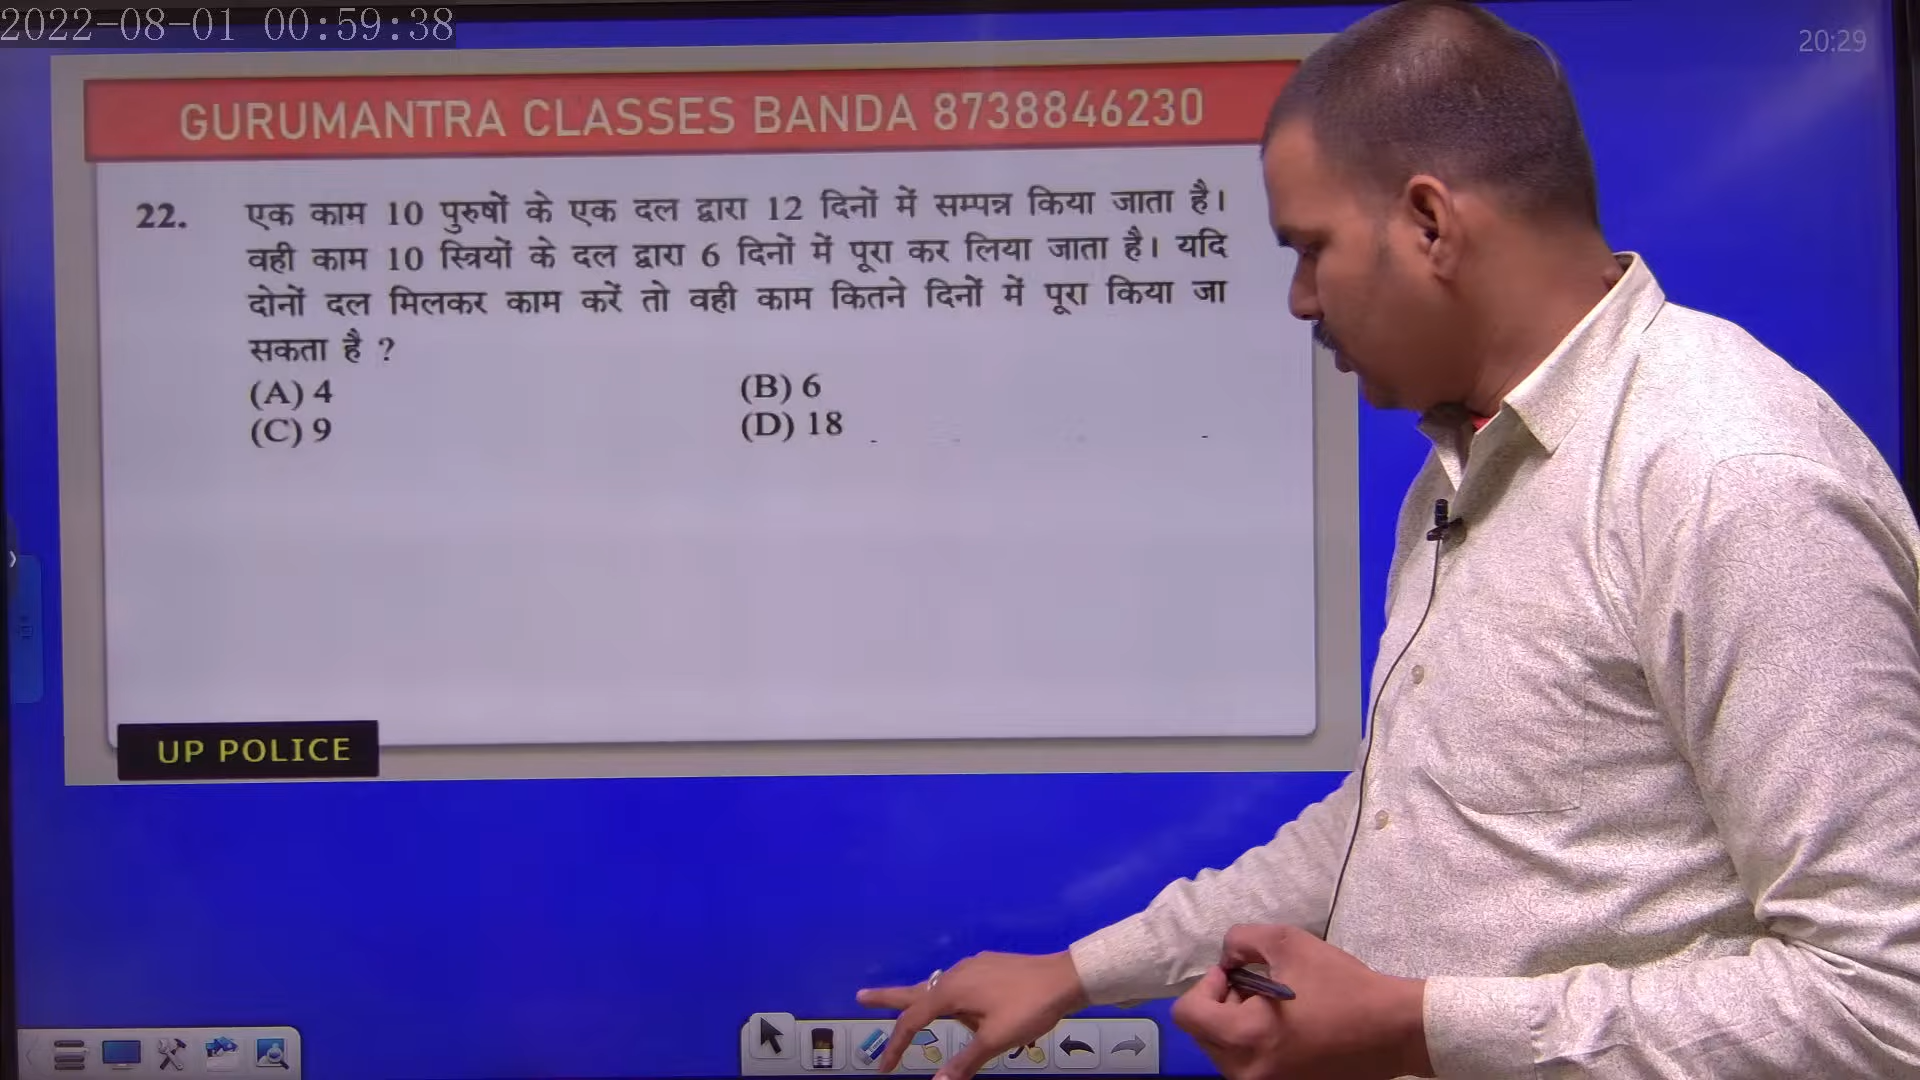 2022-08-01 00:59:38
20:29
GURUMANTRA CLASSES BANDA 8738846230
22. एक काम 10 पुरुषों के एक दल द्वारा 12 दिनों में सम्पन्न किया जाता है।
वही काम 10 स्त्रियों के दल द्वारा 6 दिनों में पूरा कर लिया जाता है। यदि
दोनों दल मिलकर काम करें तो वही काम कितने दिनों में पूरा किया जा
सकता है ?
(A) 4 (B) 6
(C) 9 (D) 18
UP POLICE